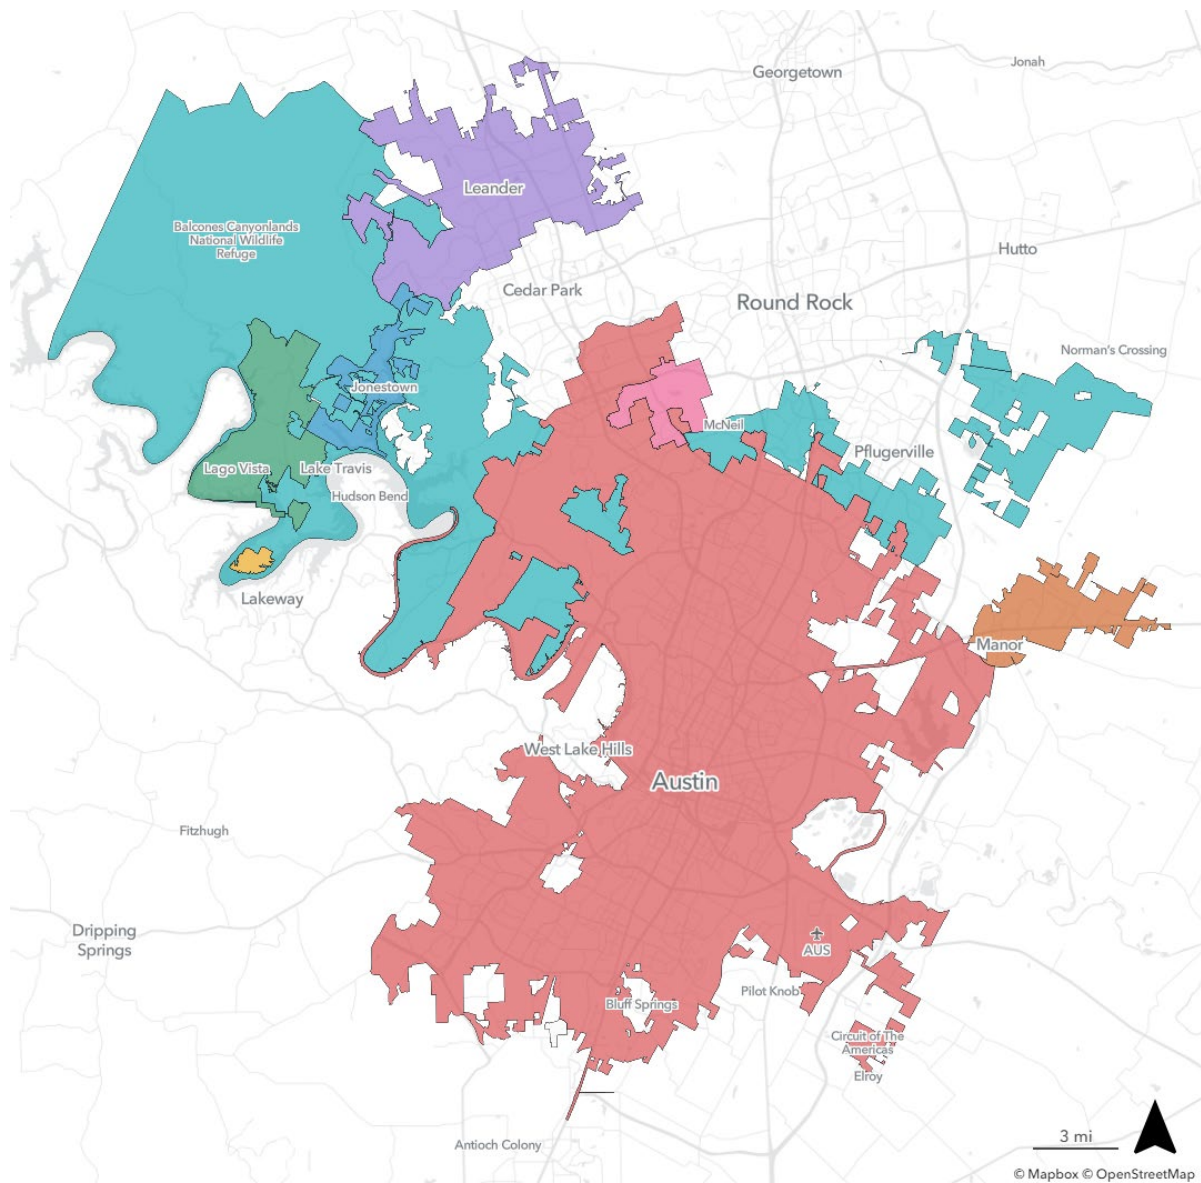 Georgetown
Jonah
Leander
Balcones Canyonlands
National Wildlife
Refuge
Hutto
Cedar Park
Round Rock
Norman's Crossing
Jonestown
McNeil
Pflugerville
Lago Vista
Lake Travis
Hudson Bend
Lakeway
Manor
West Lake Hills
Austin
Fitzhugh
Dripping
Springs
AUS
Pilot Knob
Bluff Springs
Circuit of The
Americas
Elroy
Antioch Colony
3 mi
© Mapbox © OpenStreetMap